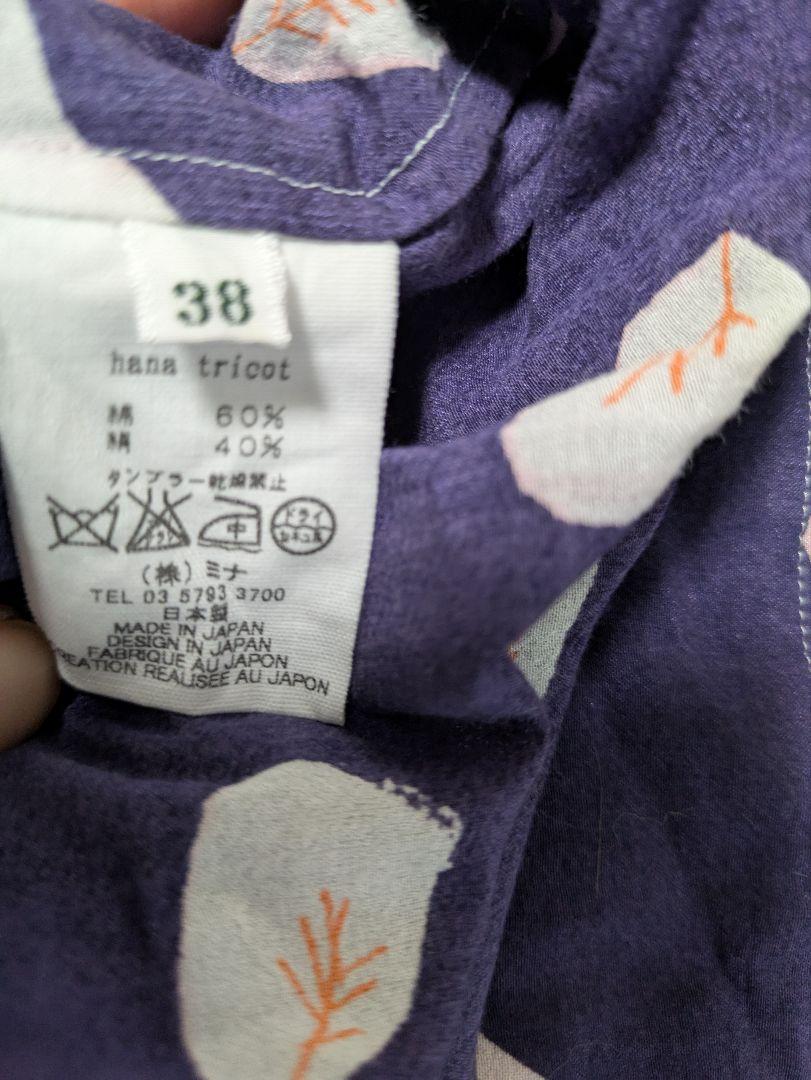 38
hana tricot
綿 60%
絹 40%
タンブラー乾燥禁止
中 ドライ
(株)ミナ
TEL 03 5793 3700
日本製
MADE IN JAPAN
DESIGN IN JAPAN
FABRIQUE AU JAPON
REATION REALISEE AU JAPON